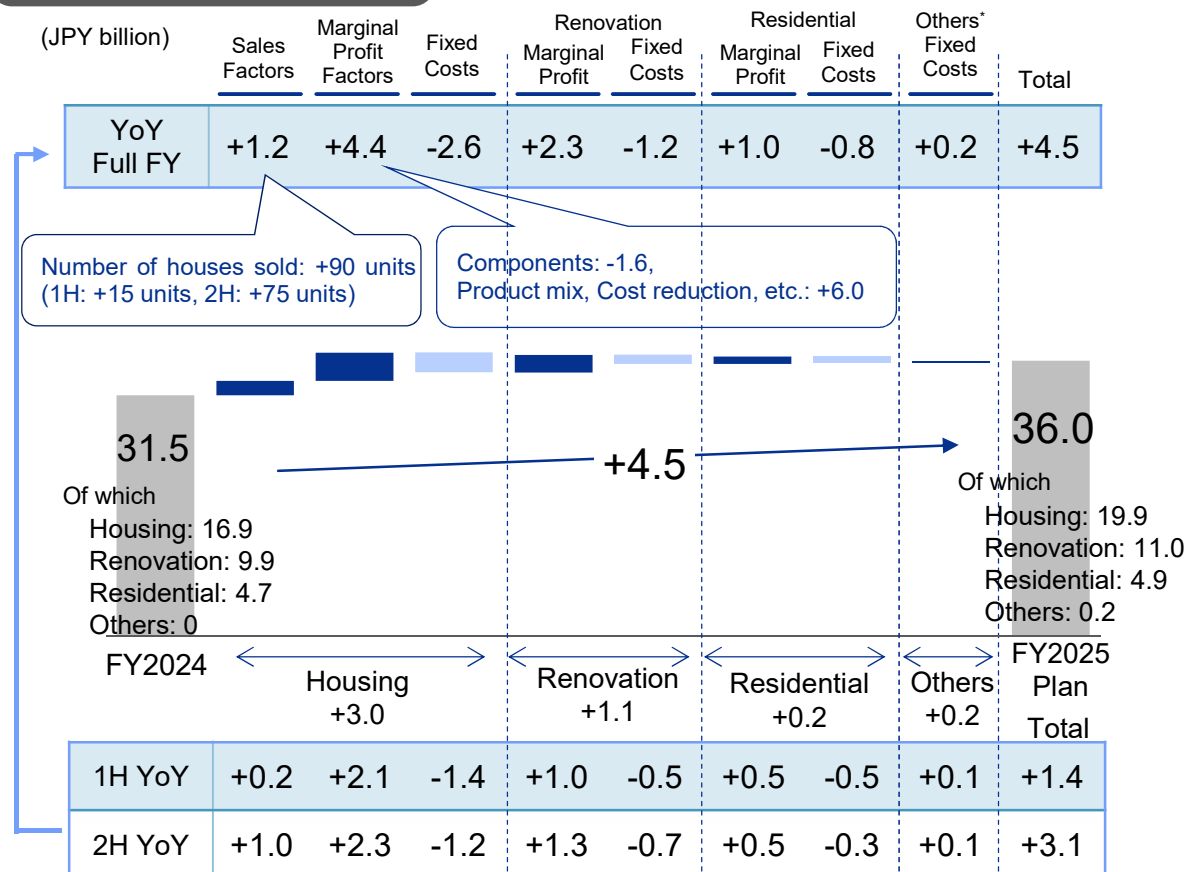 (JPY billion)
Sales
Factors
Marginal
Profit
Factors
Fixed
Costs
Renovation
Marginal
Profit
Fixed
Costs
Residential
Marginal
Profit
Fixed
Costs
Others*
Fixed
Costs
Total
YoY
Full FY
+1.2 +4.4 -2.6 +2.3 -1.2 +1.0 -0.8 +0.2 +4.5
Number of houses sold: +90 units
(1H: +15 units, 2H: +75 units)
Components: -1.6,
Product mix, Cost reduction, etc.: +6.0
31.5
Of which
Housing: 16.9
Renovation: 9.9
Residential: 4.7
Others: 0
+4.5
36.0
Of which
Housing: 19.9
Renovation: 11.0
Residential: 4.9
Others: 0.2
FY2024
Housing
+3.0
Renovation
+1.1
Residential
+0.2
Others
+0.2
FY2025
Plan
Total
1H YoY +0.2 +2.1 -1.4 +1.0 -0.5 +0.5 -0.5 +0.1 +1.4
2H YoY +1.0 +2.3 -1.2 +1.3 -0.7 +0.5 -0.3 +0.1 +3.1